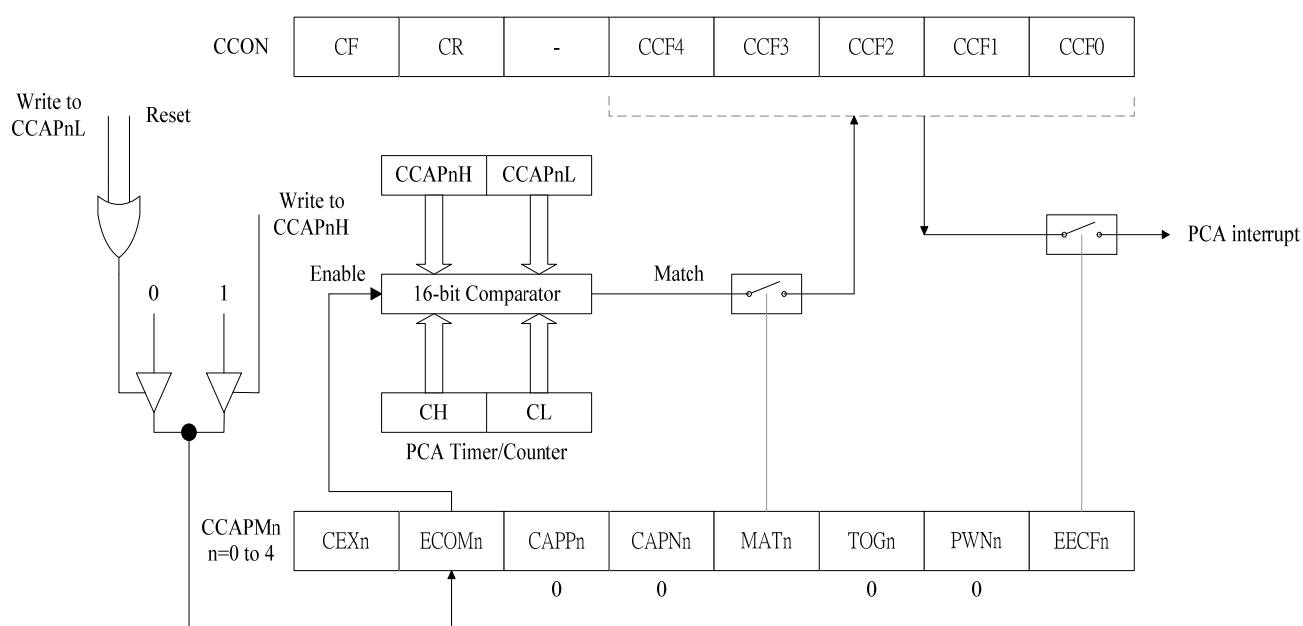 CCON CF CR - CCF4 CCF3 CCF2 CCF1 CCF0
Write to
CCAPnL
Reset
CCAPnH CCAPnL
Write to
CCAPnH
PCA interrupt
Enable
16-bit Comparator
Match
0 1
CH CL
PCA Timer/Counter
CCAPMn
n=0 to 4
CEXn ECOMn CAPPn CAPNn MATn TOGn PWNn EECFn
0 0 0 0